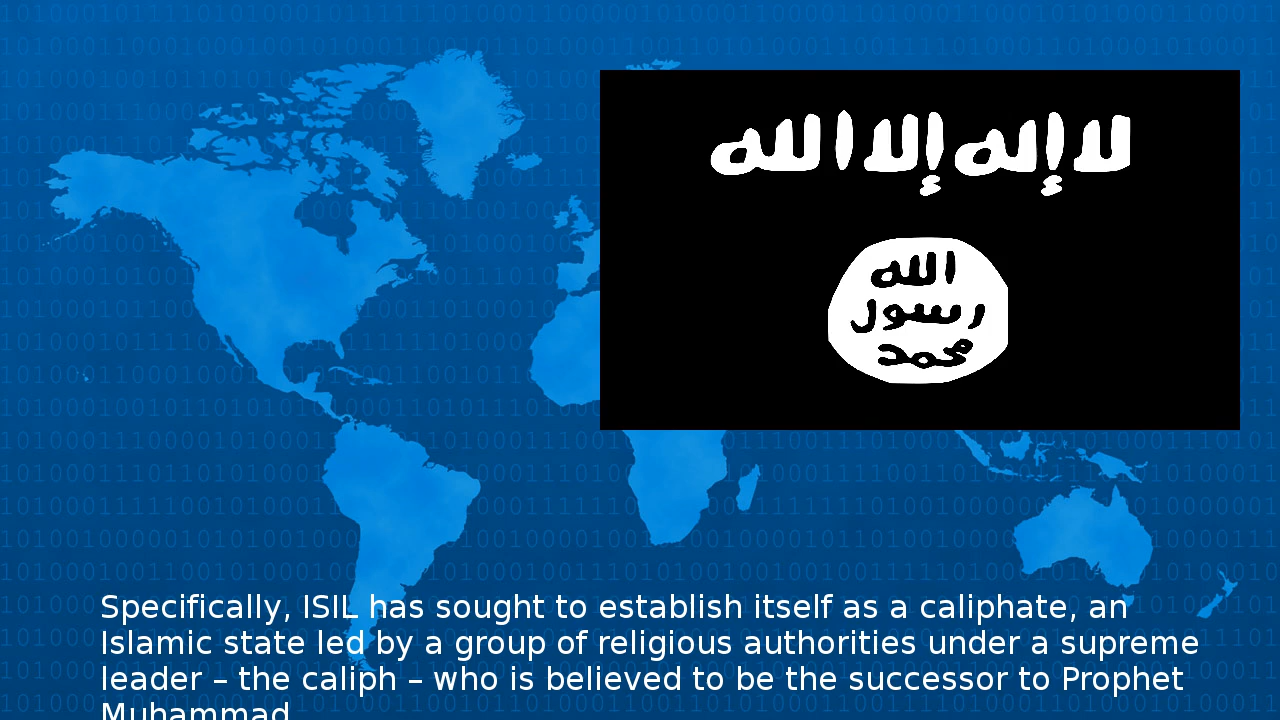 لا إله إلا الله
الله
رسول
محمد
Specifically, ISIL has sought to establish itself as a caliphate, an
Islamic state led by a group of religious authorities under a supreme
leader – the caliph – who is believed to be the successor to Prophet
Muhammad